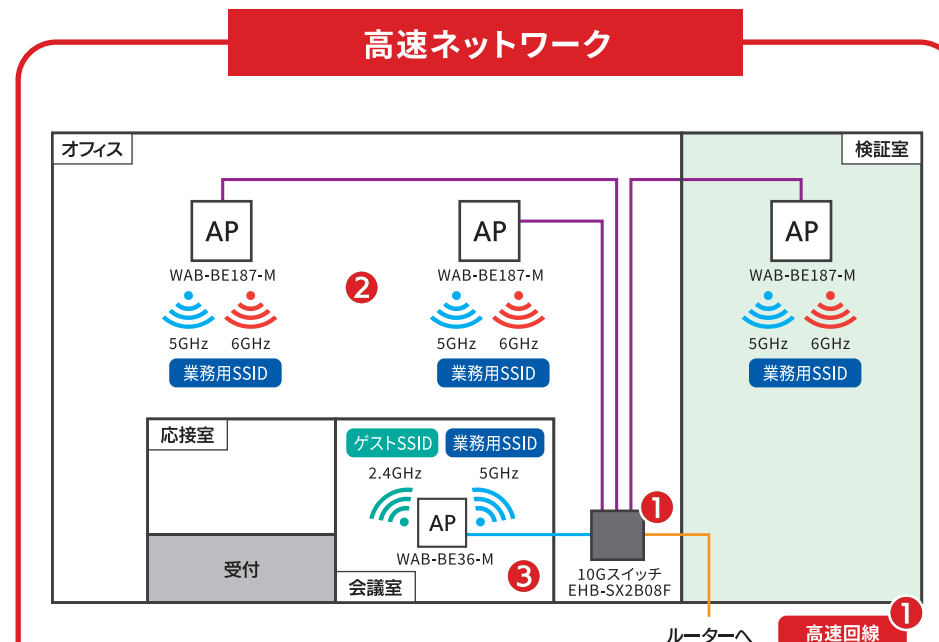 高速ネットワーク
オフィス
検証室
AP
AP
AP
WAB-BE187-M
WAB-BE187-M
WAB-BE187-M
2
5GHz 6GHz
5GHz 6GHz
5GHz 6GHz
業務用SSID
業務用SSID
業務用SSID
応接室
ゲストSSID 業務用SSID
2.4GHz 5GHz
AP
WAB-BE36-M
1
受付
会議室
3
10Gスイッチ
EHB-SX2B08F
1
ルーターへ
高速回線